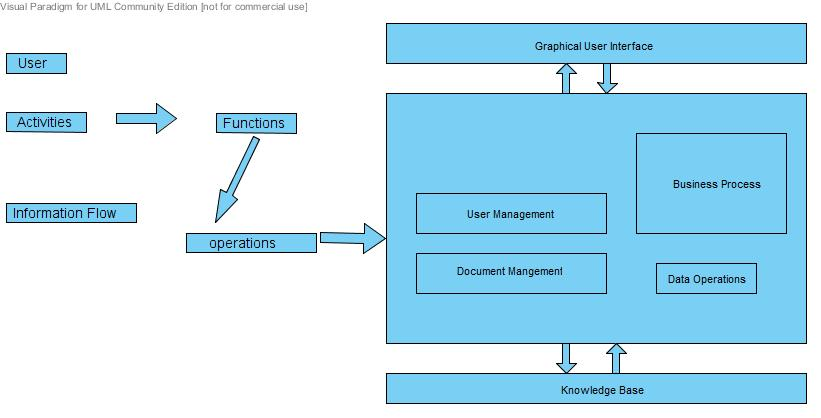 Visual Paradigm for UML Community Edition [not for commercial use]
Graphical User Interface
User
Activities
Functions
Business Process
Information Flow
User Management
operations
Document Mangement
Data Operations
Knowledge Base